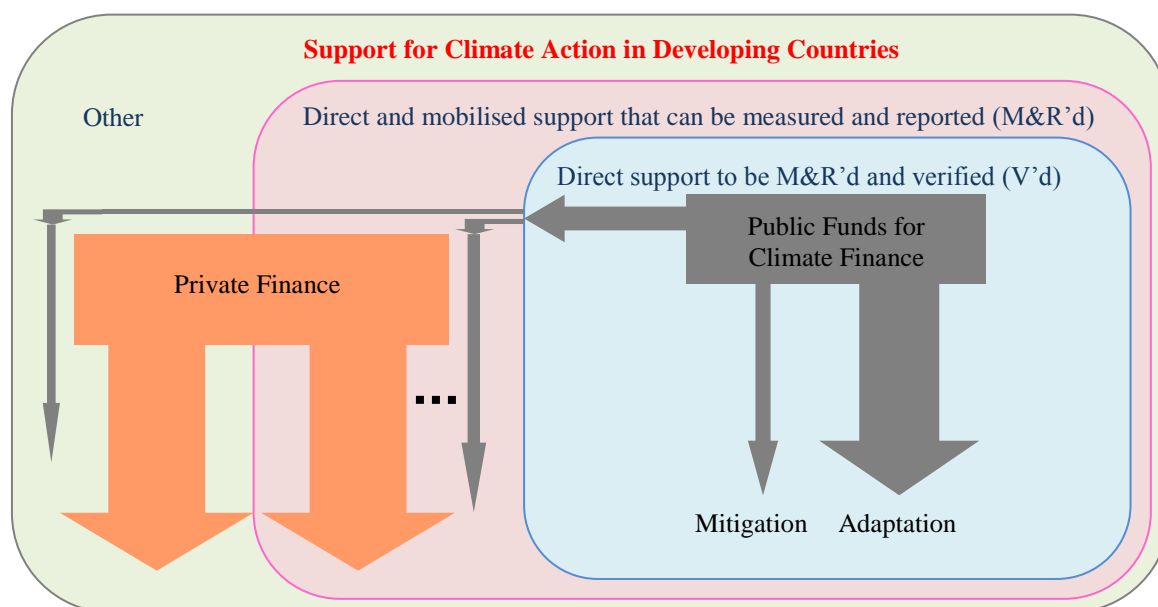 Support for Climate Action in Developing Countries
Other
Direct and mobilised support that can be measured and reported (M&R’d)
Direct support to be M&R’d and verified (V’d)
Public Funds for
Climate Finance
Private Finance
...
Mitigation
Adaptation